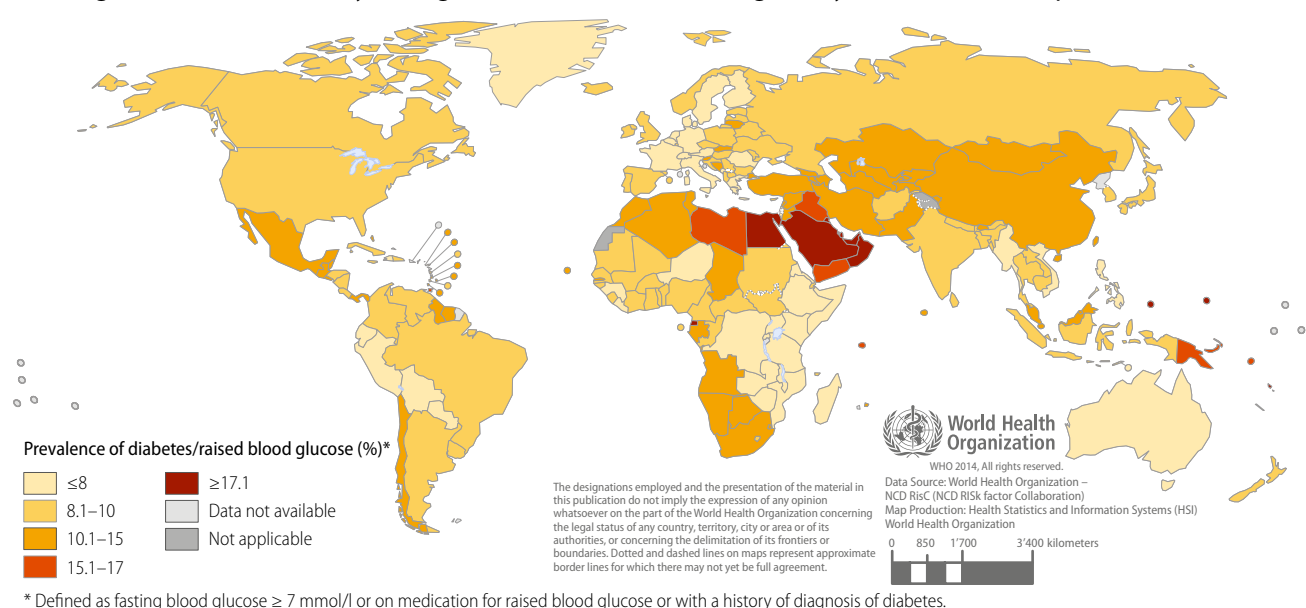 Prevalence of diabetes/raised blood glucose (%)*
≤8
8.1–10
10.1–15
15.1–17
≥17.1
Data not available
Not applicable
The designations employed and the presentation of the material in
this publication do not imply the expression of any opinion
whatsoever on the part of the World Health Organization concerning
the legal status of any country, territory, city or area or of its
authorities, or concerning the delimitation of its frontiers or
boundaries. Dotted and dashed lines on maps represent approximate
border lines for which there may not yet be full agreement.
World Health
Organization
WHO 2014, All rights reserved.
Data Source: World Health Organization –
NCD RisC (NCD RISk factor Collaboration)
Map Production: Health Statistics and Information Systems (HSI)
World Health Organization
0 850 1'700 3'400 kilometers
* Defined as fasting blood glucose ≥ 7 mmol/l or on medication for raised blood glucose or with a history of diagnosis of diabetes.